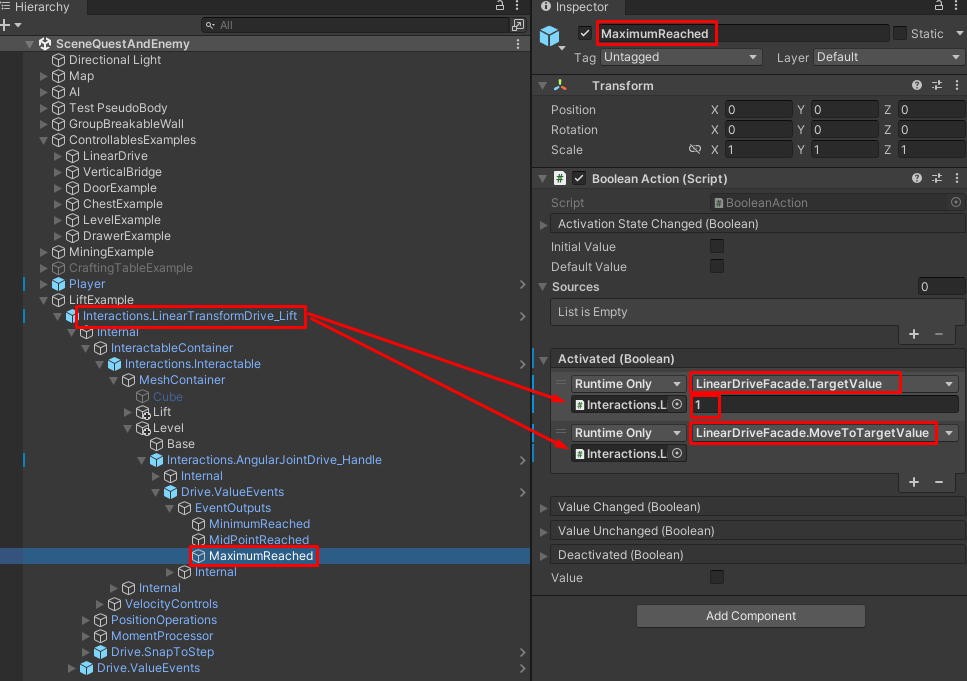 Hierarchy
All
SceneQuestAndEnemy
Directional Light
Map
AI
Test PseudoBody
GroupBreakableWall
ControllablesExamples
LinearDrive
VerticalBridge
DoorExample
ChestExample
LevelExample
DrawerExample
MiningExample
CraftingTableExample
Player
LiftExample
Interactions.LinearTransformDrive_Lift
Internal
InteractableContainer
Interactions.Interactable
MeshContainer
Cube
Lift
Level
Base
Interactions.AngularJointDrive_Handle
Internal
Drive.ValueEvents
EventOutputs
MinimumReached
MidPointReached
MaximumReached
Internal
Internal
VelocityControls
PositionOperations
MomentProcessor
Drive.SnapToStep
Drive.ValueEvents
Inspector
MaximumReached Static
Tag Untagged Layer Default
Transform
Position X 0 Y 0 Z 0
Rotation X 0 Y 0 Z 0
Scale X 1 Y 1 Z 1
# Boolean Action (Script)
Script # BooleanAction
Activation State Changed (Boolean)
Initial Value
Default Value
Sources 0
List is Empty
+ −
Activated (Boolean)
Runtime Only LinearDriveFacade.TargetValue
# Interactions.L 1
Runtime Only LinearDriveFacade.MoveToTargetValue
# Interactions.L
+ −
Value Changed (Boolean)
Value Unchanged (Boolean)
Deactivated (Boolean)
Value
Add Component